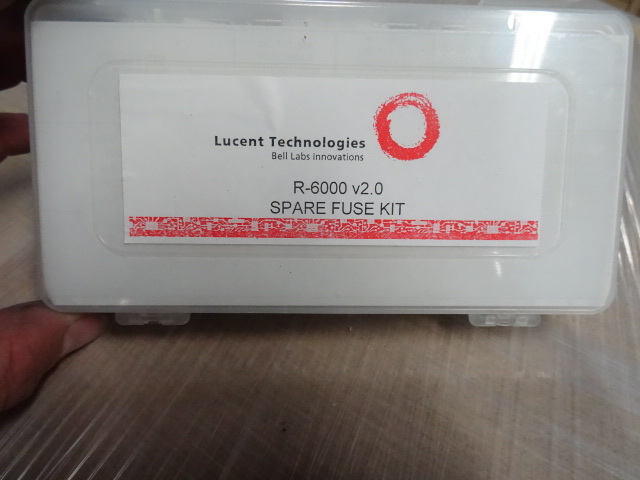 Lucent Technologies
Bell Labs Innovations
R-6000 v2.0
SPARE FUSE KIT